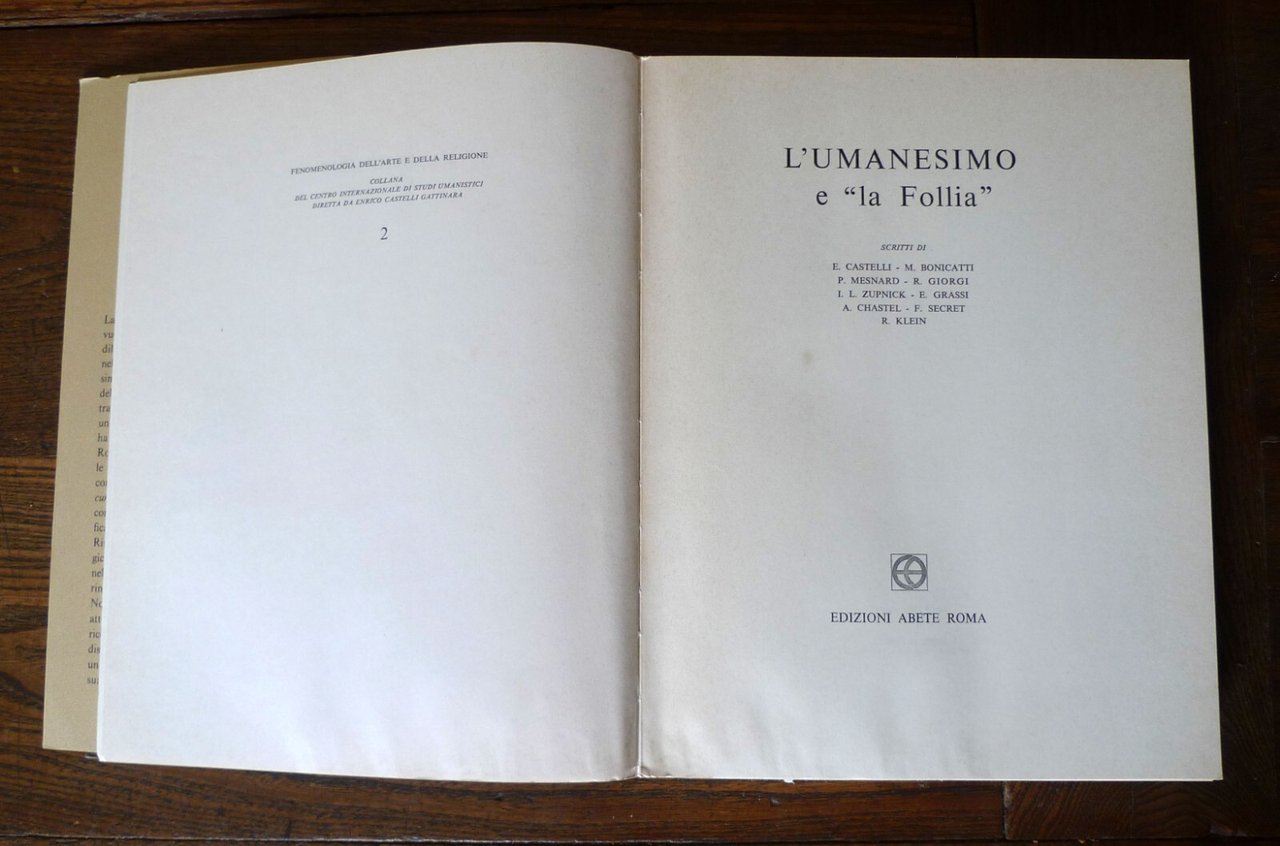 FENOMENOLOGIA DELL'ARTE E DELLA RELIGIONE
COLLANA
DEL CENTRO INTERNAZIONALE DI STUDI UMANISTICI
DIRETTA DA ENRICO CASTELLI GATTINARA
2
L'UMANESIMO
e “la Follia”
SCRITTI DI
E. CASTELLI - M. BONICATTI
P. MESNARD - R. GIORGI
I. L. ZUPNICK - E. GRASSI
A. CHASTEL - F. SECRET
R. KLEIN
EDIZIONI ABETE ROMA